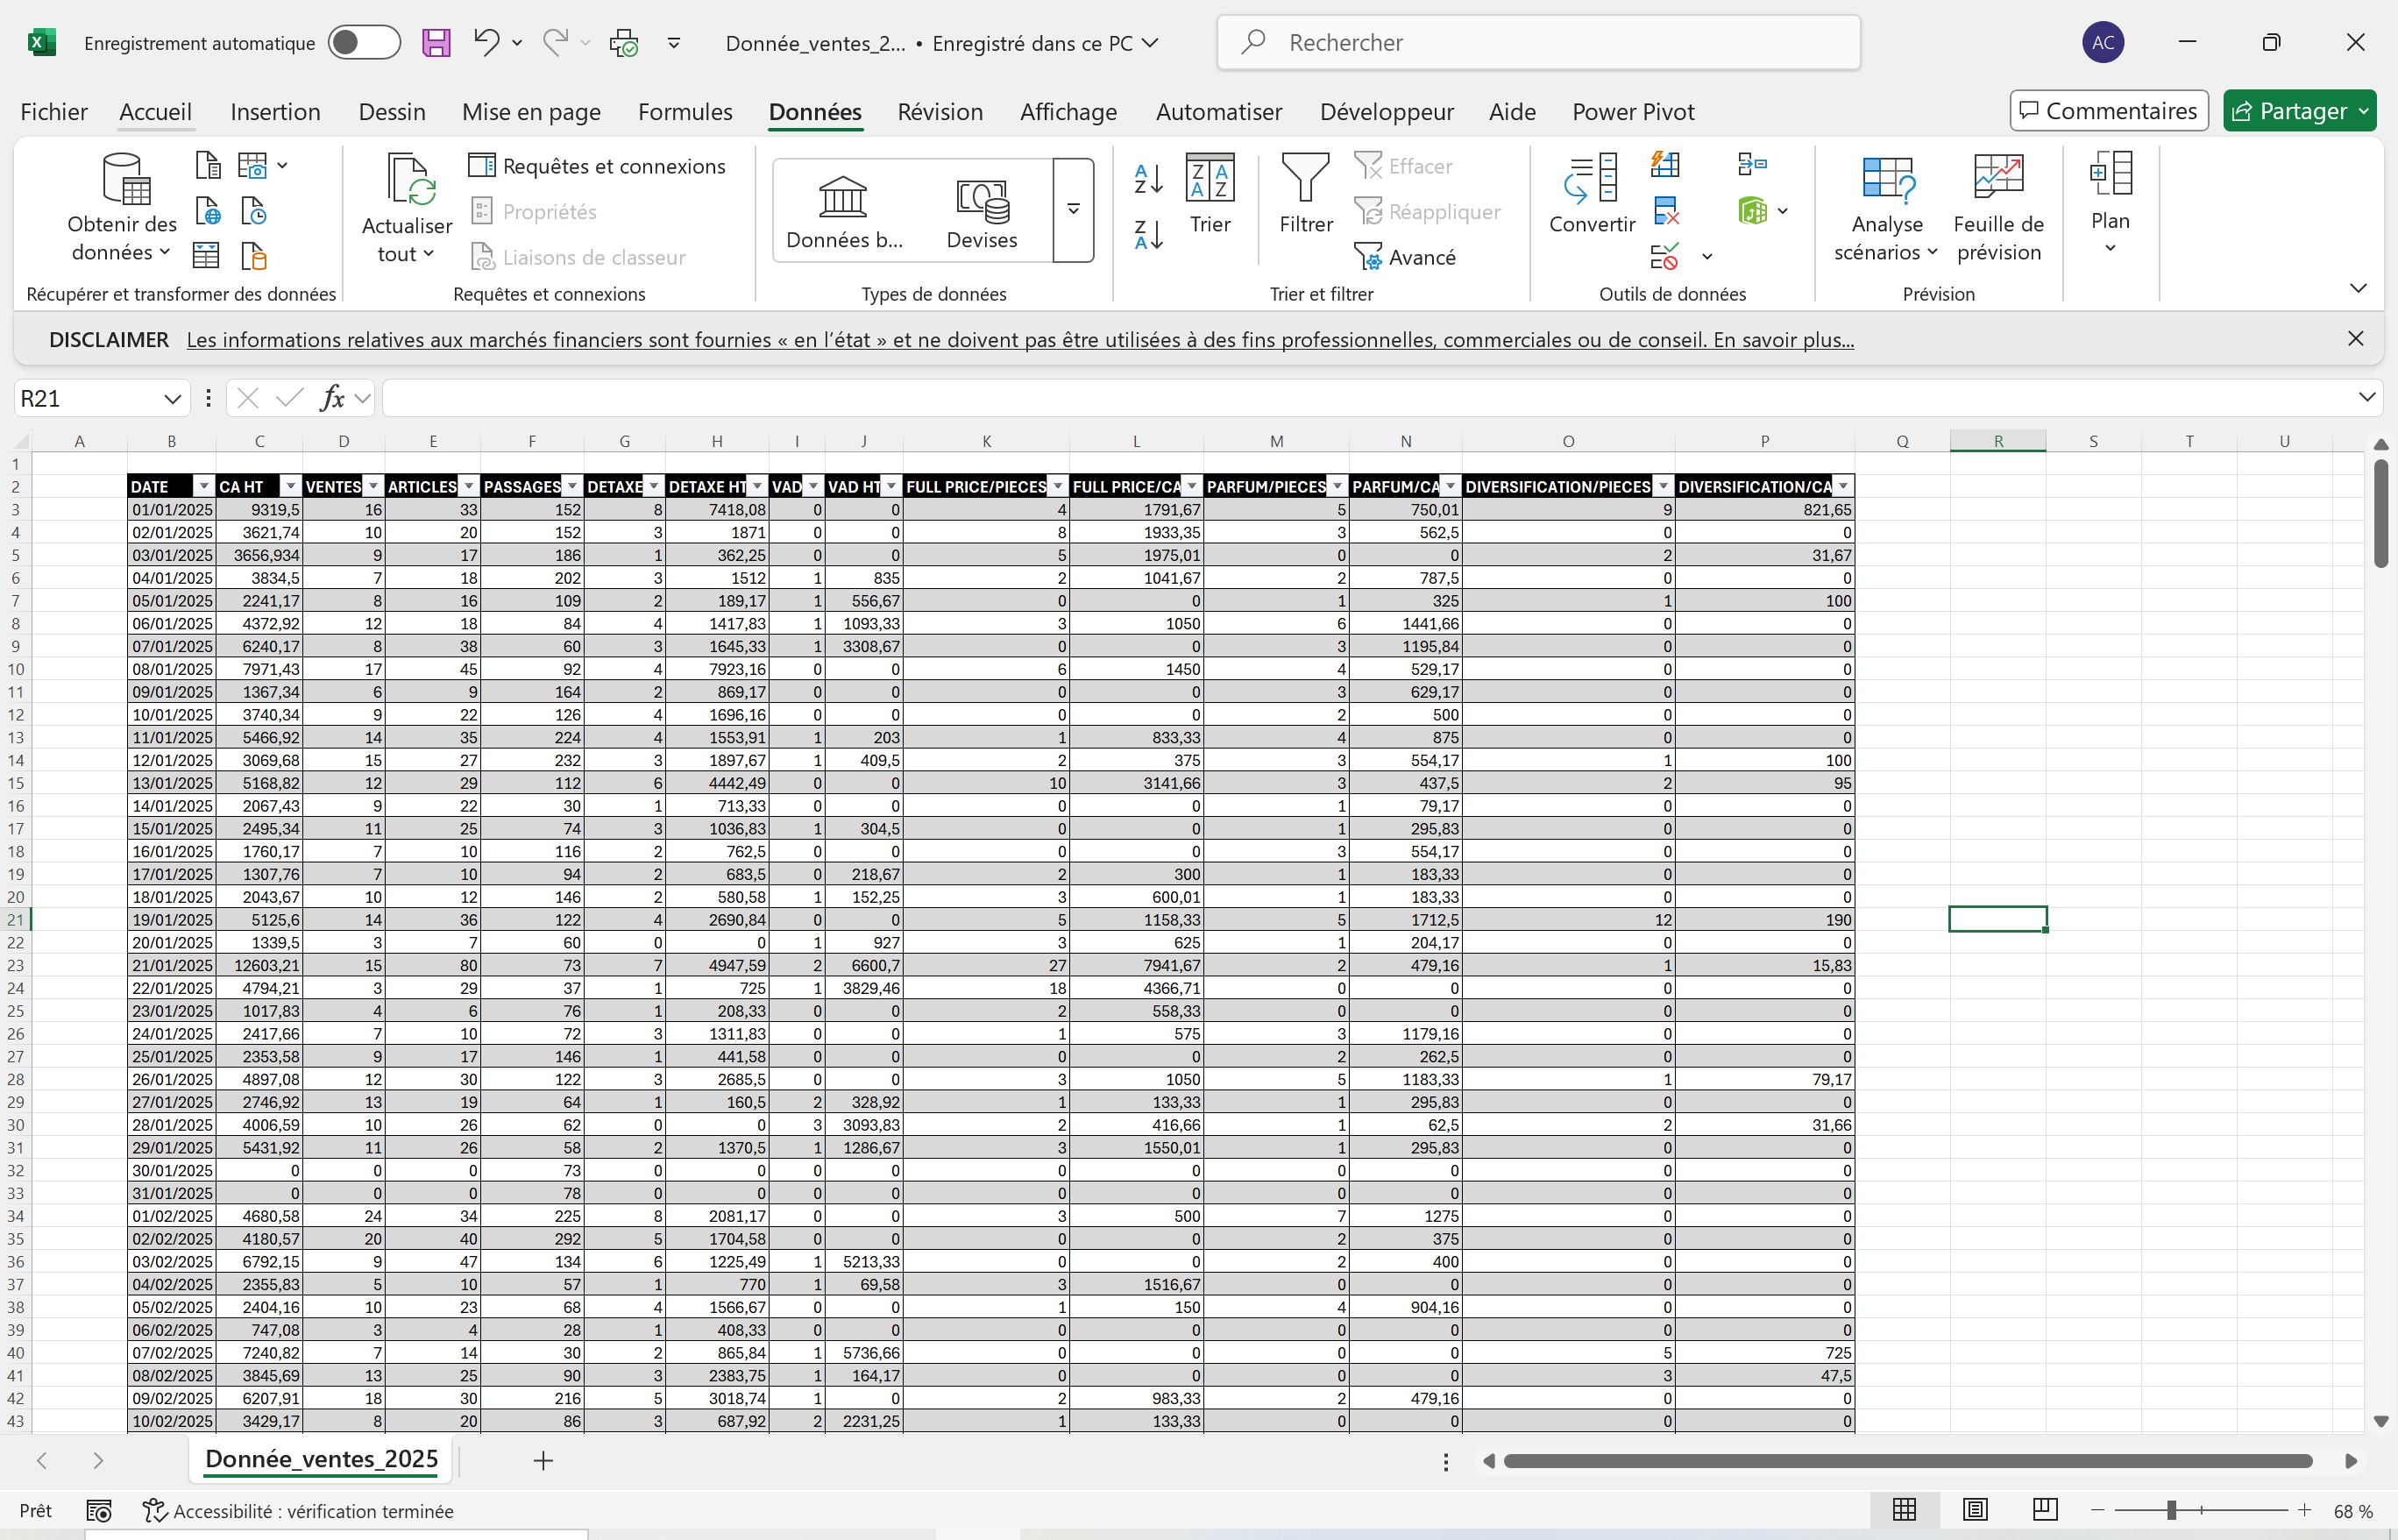 Enregistrement automatique Donnée_ventes_2... • Enregistré dans ce PC Rechercher AC
Fichier Accueil Insertion Dessin Mise en page Formules Données Révision Affichage Automatiser Développeur Aide Power Pivot Commentaires Partager
Obtenir des données
Récupérer et transformer des données
Actualiser tout
Requêtes et connexions
Propriétés
Liaisons de classeur
Requêtes et connexions
Données b... Devises
Types de données
Trier
Filtrer
Effacer
Réappliquer
Avancé
Trier et filtrer
Convertir
Outils de données
Analyse scénarios
Feuille de prévision
Prévision
Plan
DISCLAIMER Les informations relatives aux marchés financiers sont fournies « en l’état » et ne doivent pas être utilisées à des fins professionnelles, commerciales ou de conseil. En savoir plus...
R21 fx
A B C D E F G H I J K L M N O P Q R S T U
1
2 DATE CA HT VENTES ARTICLES PASSAGES DETAXE DETAXE HT VAD VAD HT FULL PRICE/PIECES FULL PRICE/CA PARFUM/PIECES PARFUM/CA DIVERSIFICATION/PIECES DIVERSIFICATION/CA
3 01/01/2025 9319,5 16 33 152 8 7418,08 0 0 4 1791,67 5 750,01 9 821,65
4 02/01/2025 3621,74 10 20 152 3 1871 0 0 8 1933,35 3 562,5 0 0
5 03/01/2025 3656,934 9 17 186 1 362,25 0 0 5 1975,01 0 0 2 31,67
6 04/01/2025 3834,5 7 18 202 3 1512 1 835 2 1041,67 2 787,5 0 0
7 05/01/2025 2241,17 8 16 109 2 189,17 1 556,67 0 0 1 325 1 100
8 06/01/2025 4372,92 12 18 84 4 1417,83 1 1093,33 3 1050 6 1441,66 0 0
9 07/01/2025 6240,17 8 38 60 3 1645,33 1 3308,67 0 0 3 1195,84 0 0
10 08/01/2025 7971,43 17 45 92 4 7923,16 0 0 6 1450 4 529,17 0 0
11 09/01/2025 1367,34 6 9 164 2 869,17 0 0 0 0 3 629,17 0 0
12 10/01/2025 3740,34 9 22 126 4 1696,16 0 0 0 0 2 500 0 0
13 11/01/2025 5466,92 14 35 224 4 1553,91 1 203 1 833,33 4 875 0 0
14 12/01/2025 3069,68 15 27 232 3 1897,67 1 409,5 2 375 3 554,17 1 100
15 13/01/2025 5168,82 12 29 112 6 4442,49 0 0 10 3141,66 3 437,5 2 95
16 14/01/2025 2067,43 9 22 30 1 713,33 0 0 0 0 1 79,17 0 0
17 15/01/2025 2495,34 11 25 74 3 1036,83 1 304,5 0 0 1 295,83 0 0
18 16/01/2025 1760,17 7 10 116 2 762,5 0 0 0 0 3 554,17 0 0
19 17/01/2025 1307,76 7 10 94 2 683,5 0 218,67 2 300 1 183,33 0 0
20 18/01/2025 2043,67 10 12 146 2 580,58 1 152,25 3 600,01 1 183,33 0 0
21 19/01/2025 5125,6 14 36 122 4 2690,84 0 0 5 1158,33 5 1712,5 12 190
22 20/01/2025 1339,5 3 7 60 0 0 1 927 3 625 1 204,17 0 0
23 21/01/2025 12603,21 15 80 73 7 4947,59 2 6600,7 27 7941,67 2 479,16 1 15,83
24 22/01/2025 4794,21 3 29 37 1 725 1 3829,46 18 4366,71 0 0 0 0
25 23/01/2025 1017,83 4 6 76 1 208,33 0 0 2 558,33 0 0 0 0
26 24/01/2025 2417,66 7 10 72 3 1311,83 0 0 1 575 3 1179,16 0 0
27 25/01/2025 2353,58 9 17 146 1 441,58 0 0 0 0 2 262,5 0 0
28 26/01/2025 4897,08 12 30 122 3 2685,5 0 0 3 1050 5 1183,33 1 79,17
29 27/01/2025 2746,92 13 19 64 1 160,5 2 328,92 1 133,33 1 295,83 0 0
30 28/01/2025 4006,59 10 26 62 0 0 3 3093,83 2 416,66 1 62,5 2 31,66
31 29/01/2025 5431,92 11 26 58 2 1370,5 1 1286,67 3 1550,01 1 295,83 0 0
32 30/01/2025 0 0 0 73 0 0 0 0 0 0 0 0 0 0
33 31/01/2025 0 0 0 78 0 0 0 0 0 0 0 0 0 0
34 01/02/2025 4680,58 24 34 225 8 2081,17 0 0 3 500 7 1275 0 0
35 02/02/2025 4180,57 20 40 292 5 1704,58 0 0 0 0 2 375 0 0
36 03/02/2025 6792,15 9 47 134 6 1225,49 1 5213,33 0 0 2 400 0 0
37 04/02/2025 2355,83 5 10 57 1 770 1 69,58 3 1516,67 0 0 0 0
38 05/02/2025 2404,16 10 23 68 4 1566,67 0 0 1 150 4 904,16 0 0
39 06/02/2025 747,08 3 4 28 1 408,33 0 0 0 0 0 0 0 0
40 07/02/2025 7240,82 7 14 30 2 865,84 1 5736,66 0 0 0 0 5 725
41 08/02/2025 3845,69 13 25 90 3 2383,75 1 164,17 0 0 0 0 3 47,5
42 09/02/2025 6207,91 18 30 216 5 3018,74 1 0 2 983,33 2 479,16 0 0
43 10/02/2025 3429,17 8 20 86 3 687,92 2 2231,25 1 133,33 0 0 0 0
Donnée_ventes_2025
Prêt Accessibilité : vérification terminée 68 %